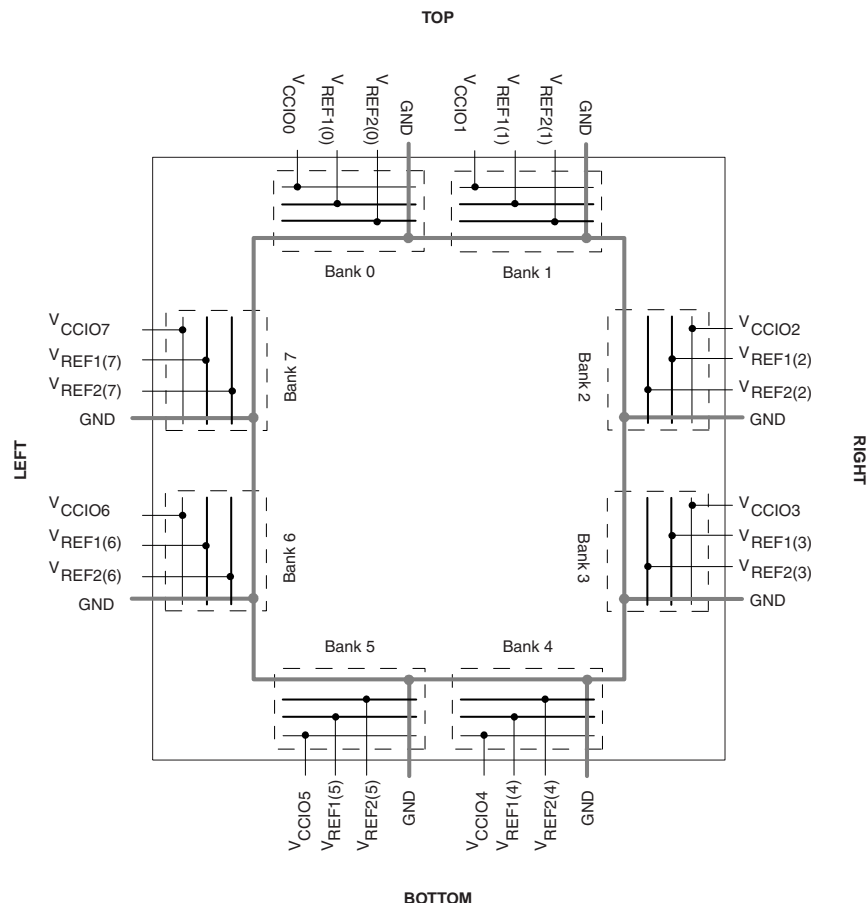 TOP
VCCIO0
VREF1(0)
VREF2(0)
GND
VCCIO1
VREF1(1)
VREF2(1)
GND
Bank 0
Bank 1
VCCIO7
VREF1(7)
VREF2(7)
GND
Bank 7
Bank 2
VCCIO2
VREF1(2)
VREF2(2)
GND
LEFT
RIGHT
VCCIO6
VREF1(6)
VREF2(6)
GND
Bank 6
Bank 3
VCCIO3
VREF1(3)
VREF2(3)
GND
Bank 5
Bank 4
VCCIO5
VREF1(5)
VREF2(5)
GND
VCCIO4
VREF1(4)
VREF2(4)
GND
BOTTOM